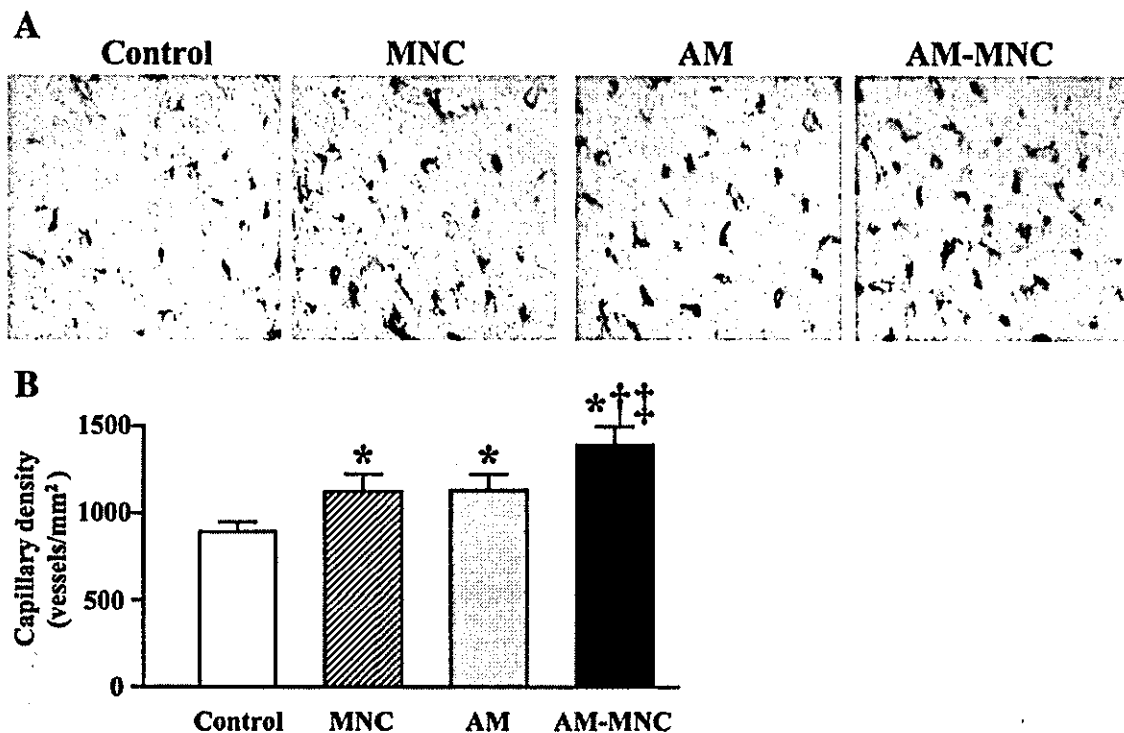 A
Control MNC AM AM-MNC
B
*†‡
* *
1500
1000
500
0
Capillary density
(vessels/mm²)
Control MNC AM AM-MNC